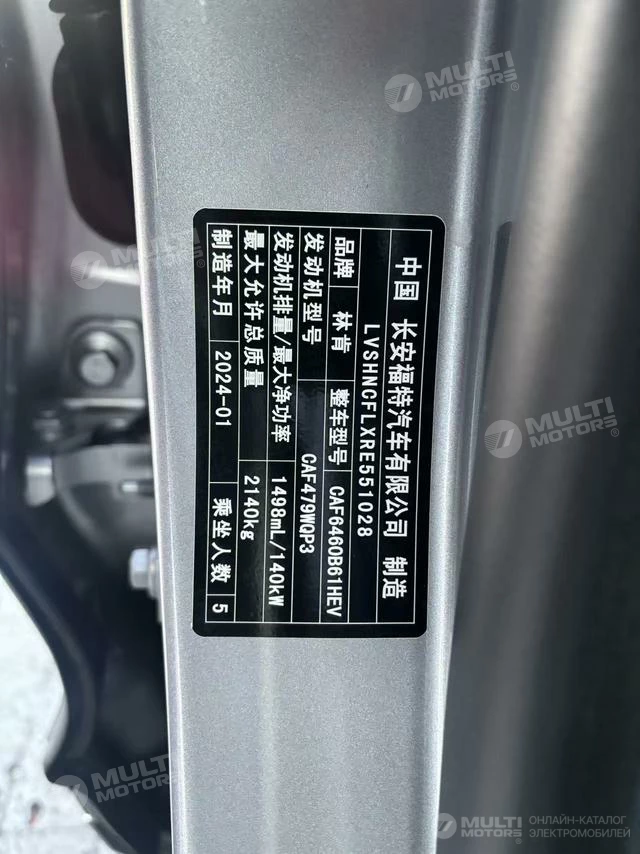 中国 长安福特汽车有限公司 制造
LVSHNCFLXRE551028
品牌 林肯 整车型号 CAF6460B61HEV
发动机型号 CAF479WQP3
发动机排量/最大净功率 1498mL/140kW
最大允许总质量 2140kg
制造年月 2024-01 乘坐人数 5
MULTI
MOTORS®
MULTI
MOTORS®
MULTI
MOTORS®
MULTI
MOTORS®
MULTI
MOTORS®
ОНЛАЙН-КАТАЛОГ
ЭЛЕКТРОМОБИЛЕЙ